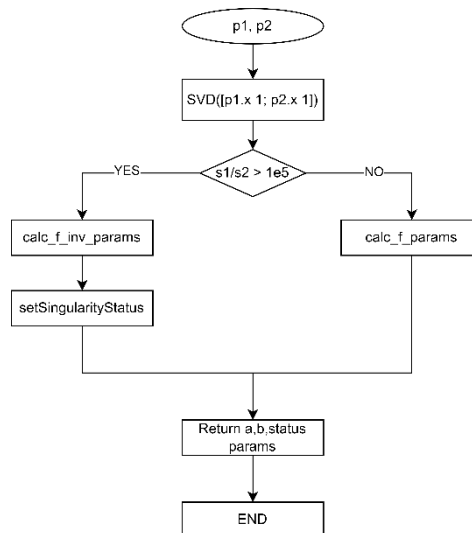 p1, p2
SVD([p1.x 1; p2.x 1])
s1/s2 > 1e5
YES
NO
calc_f_inv_params
calc_f_params
setSingularityStatus
Return a,b,status
params
END